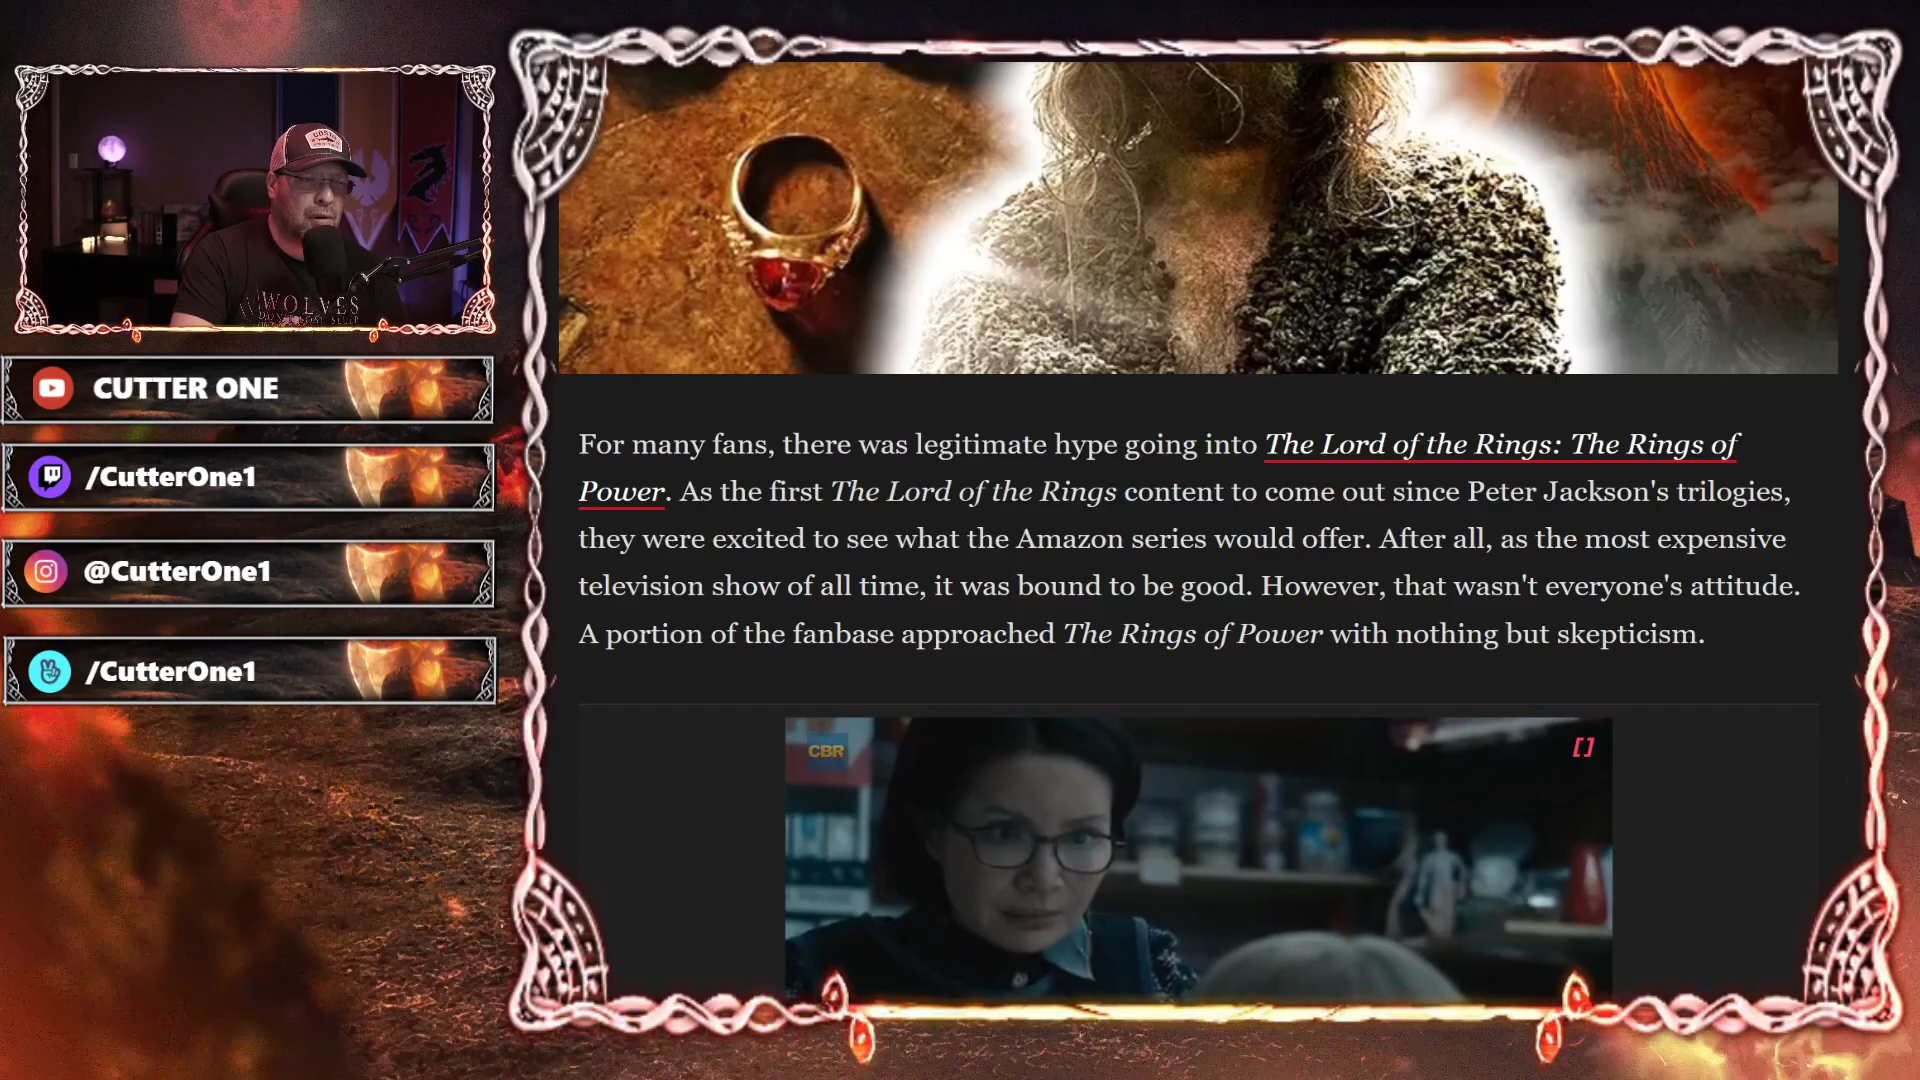 WOLVES
CUTTER ONE
/CutterOne1
@CutterOne1
/CutterOne1
For many fans, there was legitimate hype going into The Lord of the Rings: The Rings of
Power. As the first The Lord of the Rings content to come out since Peter Jackson's trilogies,
they were excited to see what the Amazon series would offer. After all, as the most expensive
television show of all time, it was bound to be good. However, that wasn't everyone's attitude.
A portion of the fanbase approached The Rings of Power with nothing but skepticism.
CBR
[]